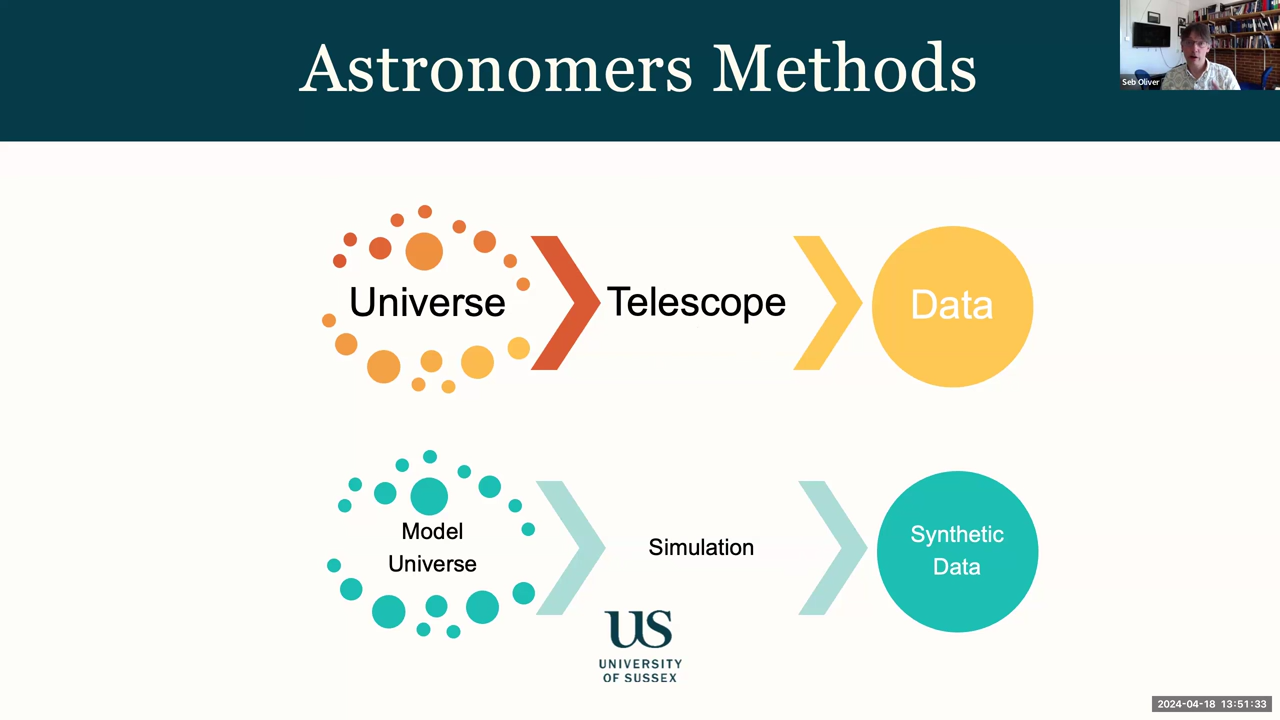 Astronomers Methods
Seb Oliver
Universe
Telescope
Data
Model
Universe
Simulation
Synthetic
Data
US
UNIVERSITY
OF SUSSEX
2024-04-18 13:51:33